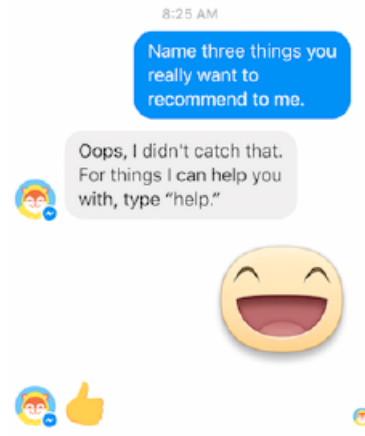 8:25 AM
Name three things you
really want to
recommend to me.
Oops, I didn't catch that.
For things I can help you
with, type “help.”